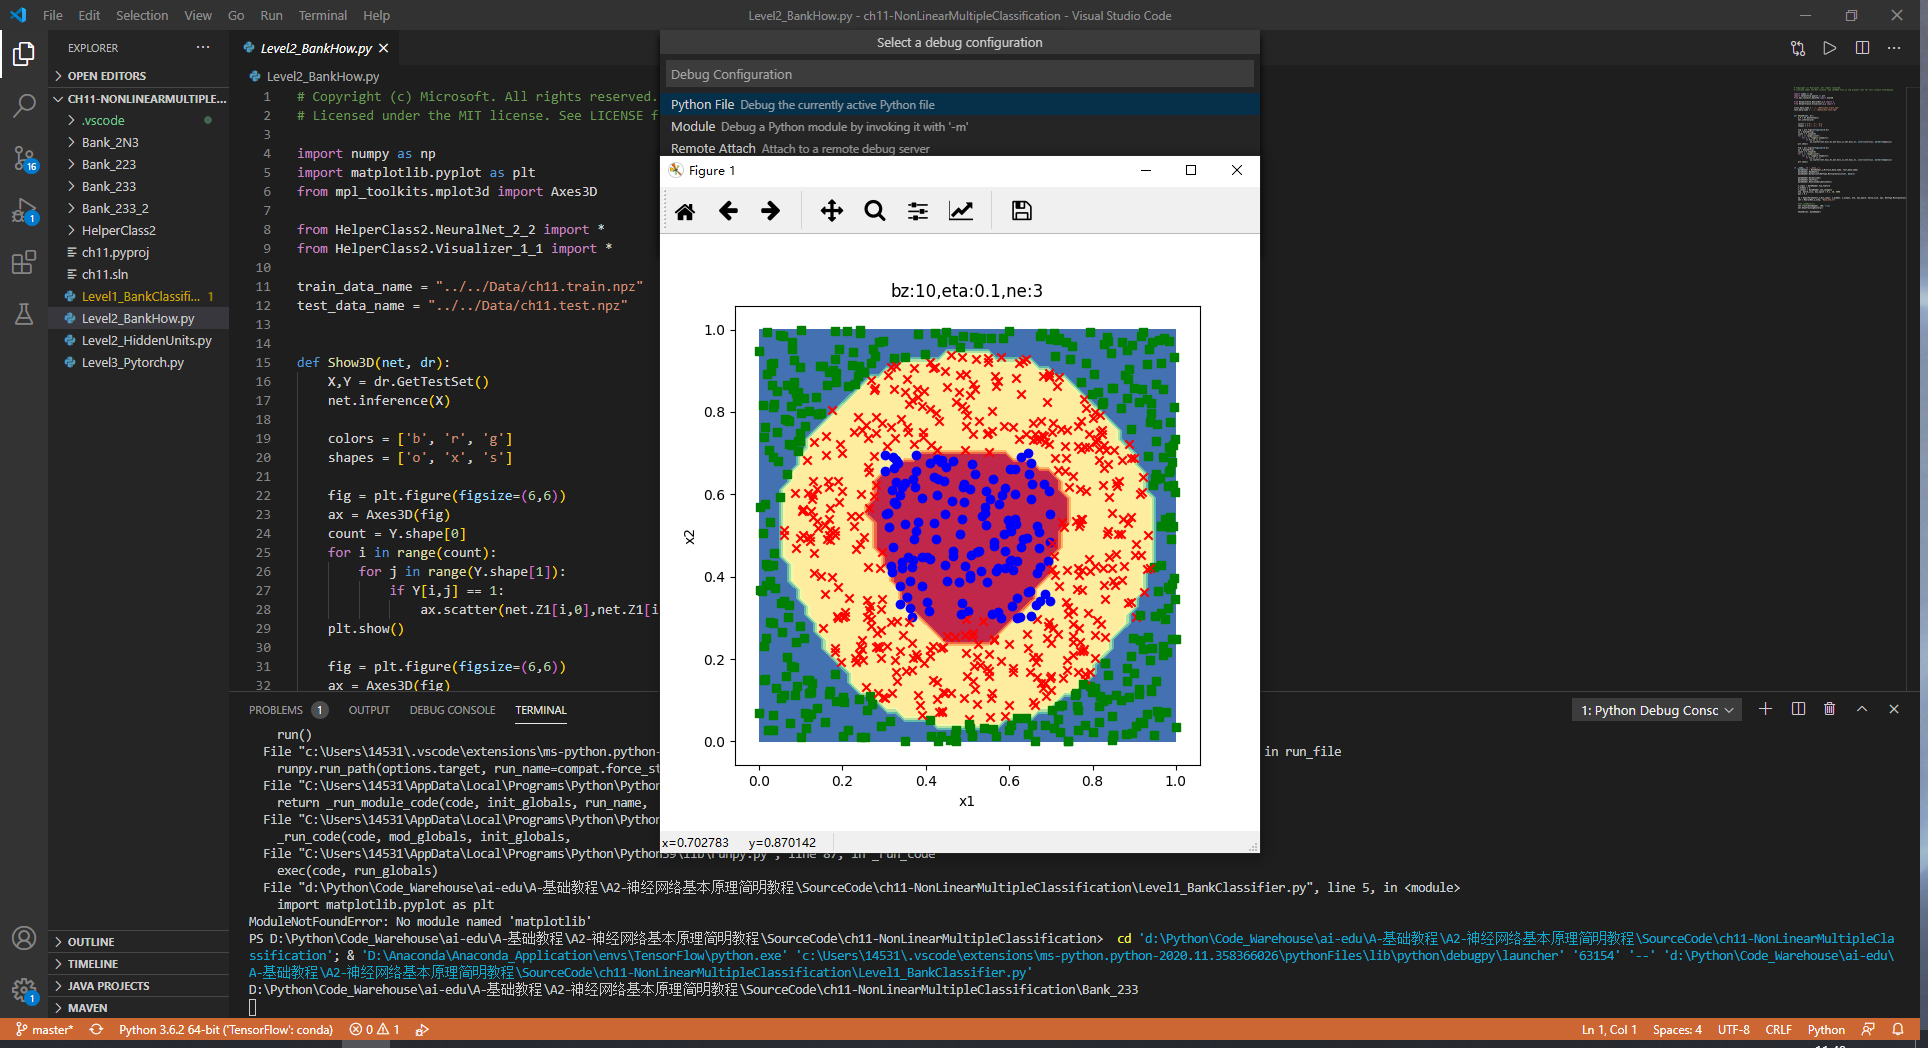 File Edit Selection View Go Run Terminal Help
Level2_BankHow.py - ch11-NonLinearMultipleClassification - Visual Studio Code
EXPLORER
OPEN EDITORS
CH11-NONLINEARMULTIPLE...
.vscode
Bank_2N3
Bank_223
Bank_233
Bank_233_2
HelperClass2
ch11.pyproj
ch11.sln
Level1_BankClassifi... 1
Level2_BankHow.py
Level2_HiddenUnits.py
Level3_Pytorch.py
OUTLINE
TIMELINE
JAVA PROJECTS
MAVEN
16
1
1
Level2_BankHow.py
Level2_BankHow.py
1 # Copyright (c) Microsoft. All rights reserved.
2 # Licensed under the MIT license. See LICENSE f
3
4 import numpy as np
5 import matplotlib.pyplot as plt
6 from mpl_toolkits.mplot3d import Axes3D
7
8 from HelperClass2.NeuralNet_2_2 import *
9 from HelperClass2.Visualizer_1_1 import *
10
11 train_data_name = "../../Data/ch11.train.npz"
12 test_data_name = "../../Data/ch11.test.npz"
13
14
15 def Show3D(net, dr):
16 X,Y = dr.GetTestSet()
17 net.inference(X)
18
19 colors = ['b', 'r', 'g']
20 shapes = ['o', 'x', 's']
21
22 fig = plt.figure(figsize=(6,6))
23 ax = Axes3D(fig)
24 count = Y.shape[0]
25 for i in range(count):
26 for j in range(Y.shape[1]):
27 if Y[i,j] == 1:
28 ax.scatter(net.Z1[i,0],net.Z1[i
29 plt.show()
30
31 fig = plt.figure(figsize=(6,6))
32 ax = Axes3D(fig)
Select a debug configuration
Debug Configuration
Python File Debug the currently active Python file
Module Debug a Python module by invoking it with '-m'
Remote Attach Attach to a remote debug server
Figure 1
bz:10,eta:0.1,ne:3
1.0
0.8
0.6
0.4
0.2
0.0
x2
0.0 0.2 0.4 0.6 0.8 1.0
x1
x=0.702783 y=0.870142
PROBLEMS 1 OUTPUT DEBUG CONSOLE TERMINAL
1: Python Debug Consc
run()
File "c:\Users\14531\.vscode\extensions\ms-python.python- in run_file
runpy.run_path(options.target, run_name=compat.force_st
File "C:\Users\14531\AppData\Local\Programs\Python\Python
return _run_module_code(code, init_globals, run_name,
File "C:\Users\14531\AppData\Local\Programs\Python\Python
_run_code(code, mod_globals, init_globals,
File "C:\Users\14531\AppData\Local\Programs\Python\Python39\lib\runpy.py", line 87, in _run_code
exec(code, run_globals)
File "d:\Python\Code_Warehouse\ai-edu\A-基础教程\A2-神经网络基本原理简明教程\SourceCode\ch11-NonLinearMultipleClassification\Level1_BankClassifier.py", line 5, in <module>
import matplotlib.pyplot as plt
ModuleNotFoundError: No module named 'matplotlib'
PS D:\Python\Code_Warehouse\ai-edu\A-基础教程\A2-神经网络基本原理简明教程\SourceCode\ch11-NonLinearMultipleClassification> cd 'd:\Python\Code_Warehouse\ai-edu\A-基础教程\A2-神经网络基本原理简明教程\SourceCode\ch11-NonLinearMultipleCla
ssification'; & 'D:\Anaconda\Anaconda_Application\envs\TensorFlow\python.exe' 'c:\Users\14531\.vscode\extensions\ms-python.python-2020.11.358366026\pythonFiles\lib\python\debugpy\launcher' '63154' '--' 'd:\Python\Code_Warehouse\ai-edu\
A-基础教程\A2-神经网络基本原理简明教程\SourceCode\ch11-NonLinearMultipleClassification\Level1_BankClassifier.py'
D:\Python\Code_Warehouse\ai-edu\A-基础教程\A2-神经网络基本原理简明教程\SourceCode\ch11-NonLinearMultipleClassification\Bank_233
master* Python 3.6.2 64-bit ('TensorFlow': conda) 0 1 Ln 1, Col 1 Spaces: 4 UTF-8 CRLF Python